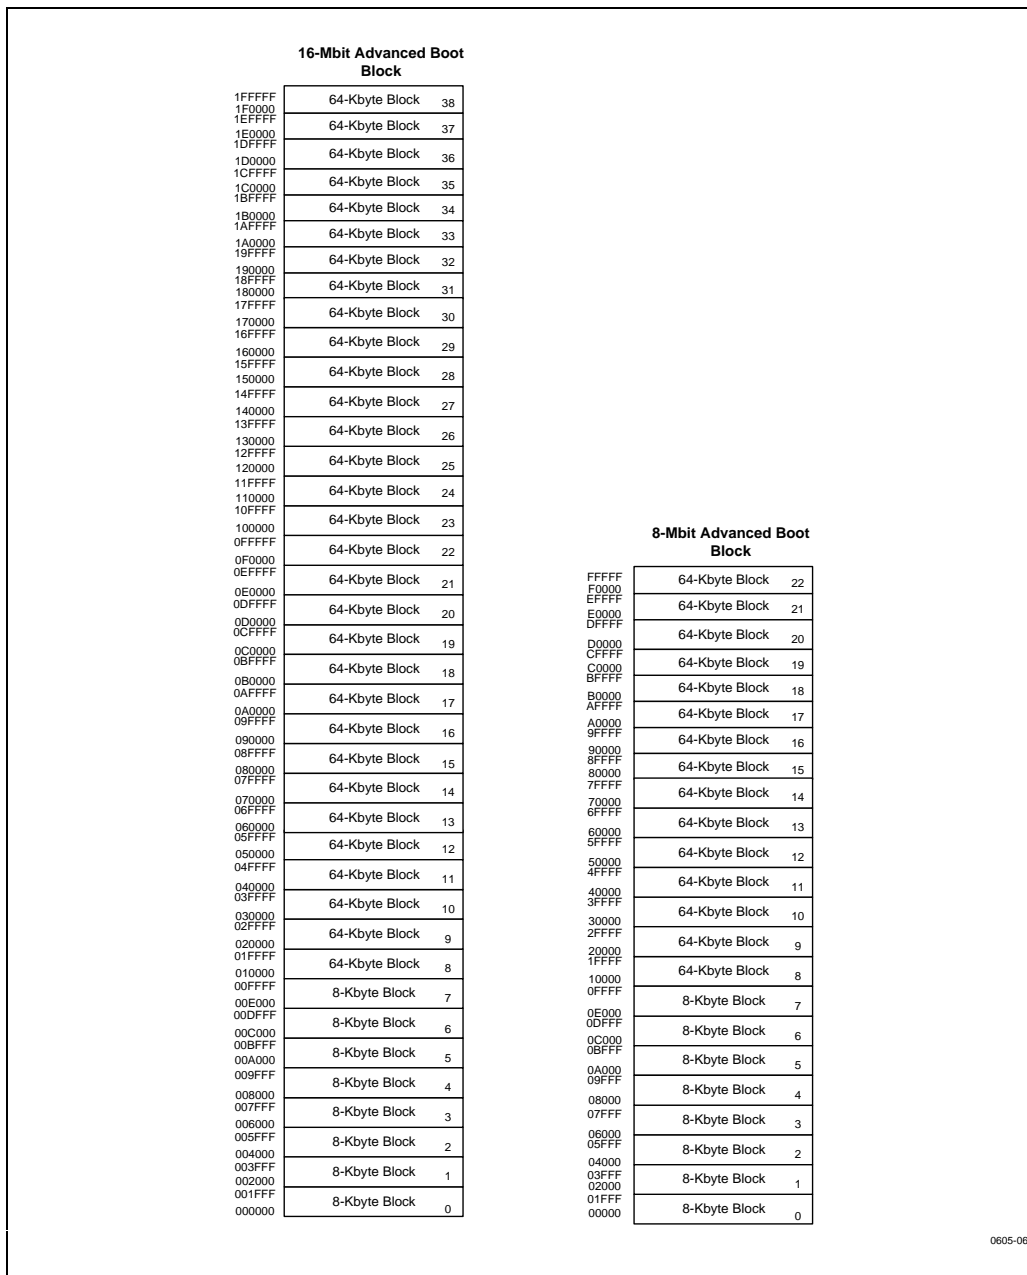 16-Mbit Advanced Boot
Block
1FFFFF
64-Kbyte Block 38
1F0000
1EFFFF
64-Kbyte Block 37
1E0000
1DFFFF
64-Kbyte Block 36
1D0000
1CFFFF
64-Kbyte Block 35
1C0000
1BFFFF
64-Kbyte Block 34
1B0000
1AFFFF
64-Kbyte Block 33
1A0000
19FFFF
64-Kbyte Block 32
190000
18FFFF
64-Kbyte Block 31
180000
17FFFF
64-Kbyte Block 30
170000
16FFFF
64-Kbyte Block 29
160000
15FFFF
64-Kbyte Block 28
150000
14FFFF
64-Kbyte Block 27
140000
13FFFF
64-Kbyte Block 26
130000
12FFFF
64-Kbyte Block 25
120000
11FFFF
64-Kbyte Block 24
110000
10FFFF
64-Kbyte Block 23
100000
0FFFFF
64-Kbyte Block 22
0F0000
0EFFFF
64-Kbyte Block 21
0E0000
0DFFFF
64-Kbyte Block 20
0D0000
0CFFFF
64-Kbyte Block 19
0C0000
0BFFFF
64-Kbyte Block 18
0B0000
0AFFFF
64-Kbyte Block 17
0A0000
09FFFF
64-Kbyte Block 16
090000
08FFFF
64-Kbyte Block 15
080000
07FFFF
64-Kbyte Block 14
070000
06FFFF
64-Kbyte Block 13
060000
05FFFF
64-Kbyte Block 12
050000
04FFFF
64-Kbyte Block 11
040000
03FFFF
64-Kbyte Block 10
030000
02FFFF
64-Kbyte Block 9
020000
01FFFF
64-Kbyte Block 8
010000
00FFFF
8-Kbyte Block 7
00E000
00DFFF
8-Kbyte Block 6
00C000
00BFFF
8-Kbyte Block 5
00A000
009FFF
8-Kbyte Block 4
008000
007FFF
8-Kbyte Block 3
006000
005FFF
8-Kbyte Block 2
004000
003FFF
8-Kbyte Block 1
002000
001FFF
8-Kbyte Block 0
000000
8-Mbit Advanced Boot
Block
FFFFF
64-Kbyte Block 22
F0000
EFFFF
64-Kbyte Block 21
E0000
DFFFF
64-Kbyte Block 20
D0000
CFFFF
64-Kbyte Block 19
C0000
BFFFF
64-Kbyte Block 18
B0000
AFFFF
64-Kbyte Block 17
A0000
9FFFF
64-Kbyte Block 16
90000
8FFFF
64-Kbyte Block 15
80000
7FFFF
64-Kbyte Block 14
70000
6FFFF
64-Kbyte Block 13
60000
5FFFF
64-Kbyte Block 12
50000
4FFFF
64-Kbyte Block 11
40000
3FFFF
64-Kbyte Block 10
30000
2FFFF
64-Kbyte Block 9
20000
1FFFF
64-Kbyte Block 8
10000
0FFFF
8-Kbyte Block 7
0E000
0DFFF
8-Kbyte Block 6
0C000
0BFFF
8-Kbyte Block 5
0A000
09FFF
8-Kbyte Block 4
08000
07FFF
8-Kbyte Block 3
06000
05FFF
8-Kbyte Block 2
04000
03FFF
8-Kbyte Block 1
02000
01FFF
8-Kbyte Block 0
00000
0605-06